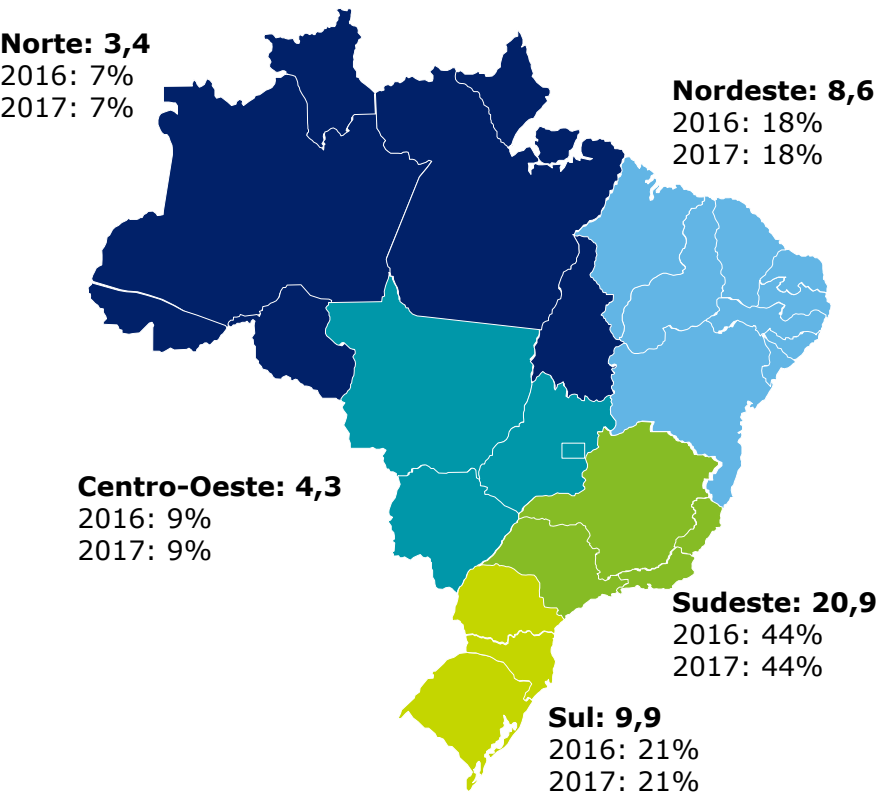 Norte: 3,4
2016: 7%
2017: 7%
Nordeste: 8,6
2016: 18%
2017: 18%
Centro-Oeste: 4,3
2016: 9%
2017: 9%
Sudeste: 20,9
2016: 44%
2017: 44%
Sul: 9,9
2016: 21%
2017: 21%